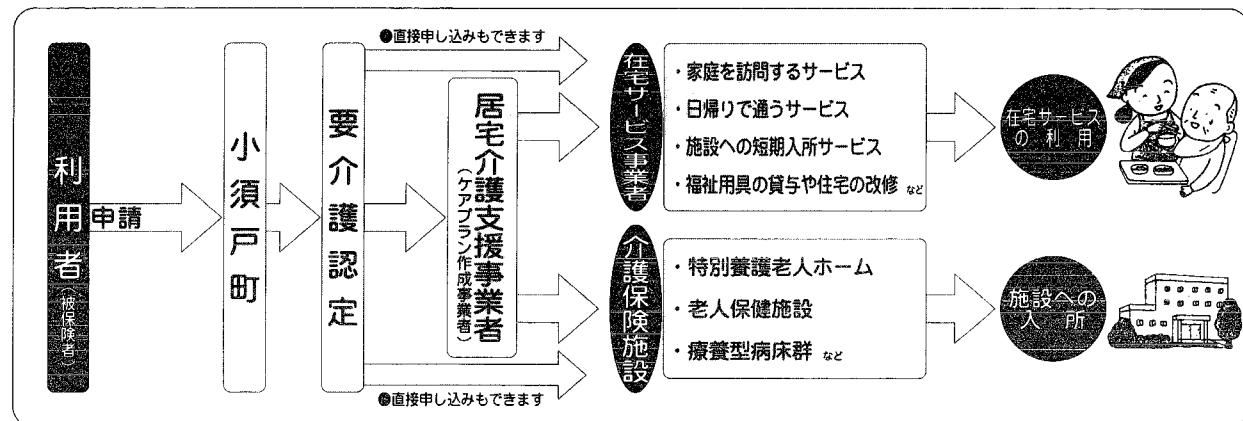 利用者(被保険者)
申請
小須戸町
要介護認定
●直接申し込みもできます
居宅介護支援事業者
(ケアプラン作成事業者)
●直接申し込みもできます
在宅サービス事業者
・家庭を訪問するサービス
・日帰りで通うサービス
・施設への短期入所サービス
・福祉用具の貸与や住宅の改修 など
在宅サービス
の利用
介護保険施設
・特別養護老人ホーム
・老人保健施設
・療養型病床群 など
施設への
入所